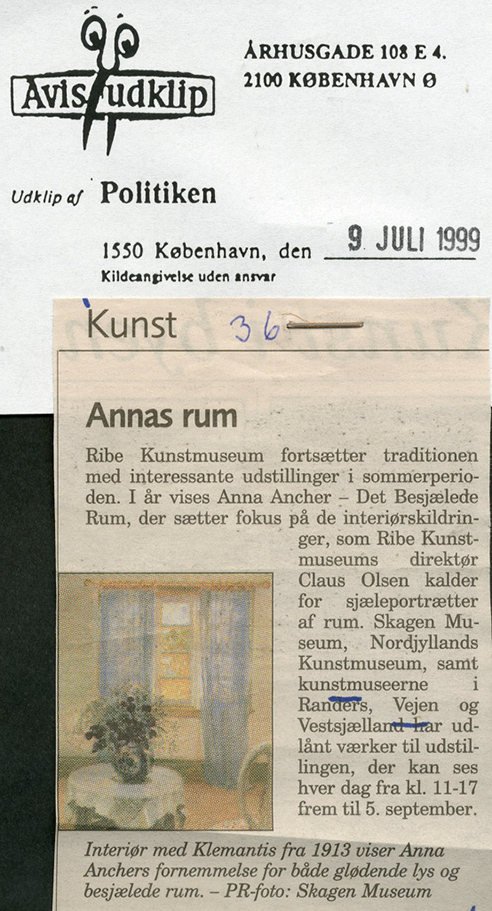 Avisudklip
ÅRHUSGADE 108 E 4.
2100 KØBENHAVN Ø
Udklip af Politiken
1550 København, den 9. JULI 1999
Kildeangivelse uden ansvar
Kunst 36
Annas rum
Ribe Kunstmuseum fortsætter traditionen
med interessante udstillinger i sommerperio-
den. I år vises Anna Ancher – Det Besjælede
Rum, der sætter fokus på de interiørskildrin-
ger, som Ribe Kunst-
museums direktør
Claus Olsen kalder
for sjæleportrætter
af rum. Skagen Mu-
seum, Nordjyllands
Kunstmuseum, samt
kunstmuseerne i
Randers, Vejen og
Vestsjælland har ud-
lånt værker til udstil-
lingen, der kan ses
hver dag fra kl. 11-17
frem til 5. september.
Interiør med Klemantis fra 1913 viser Anna
Anchers fornemmelse for både glødende lys og
besjælede rum. – PR-foto: Skagen Museum